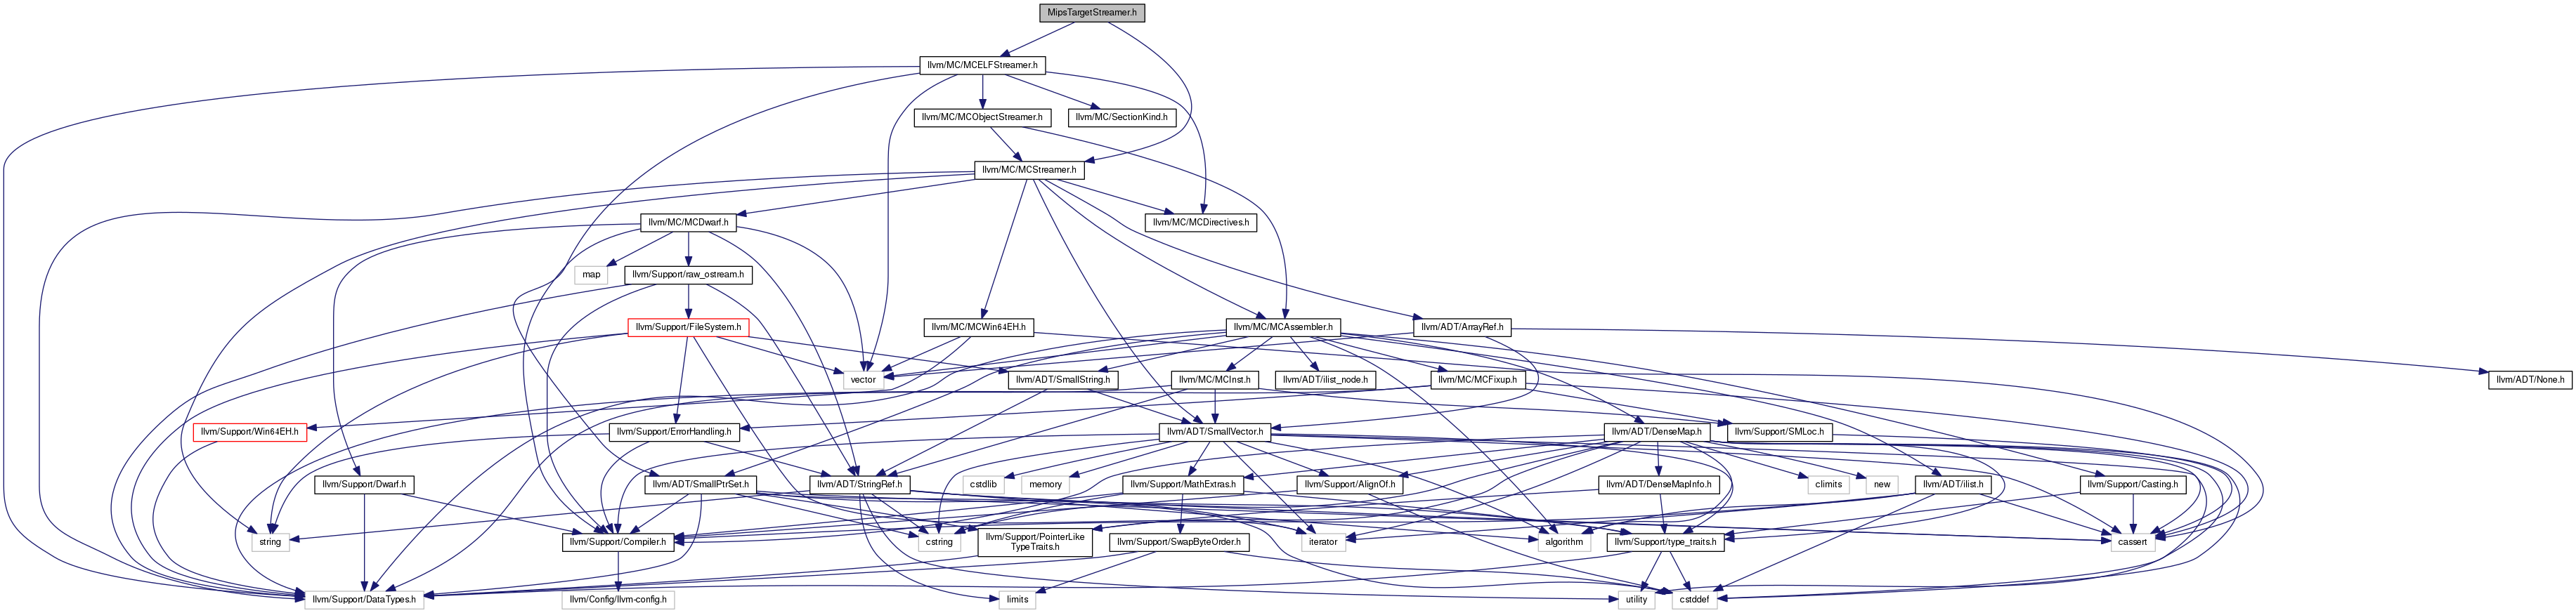 MipsTargetStreamer.h
llvm/MC/MCELFStreamer.h
llvm/MC/MCObjectStreamer.h
llvm/MC/SectionKind.h
llvm/MC/MCStreamer.h
llvm/MC/MCDwarf.h
llvm/MC/MCDirectives.h
map
llvm/Support/raw_ostream.h
llvm/Support/FileSystem.h
llvm/MC/MCWin64EH.h
llvm/MC/MCAssembler.h
llvm/ADT/ArrayRef.h
vector
llvm/ADT/SmallString.h
llvm/MC/MCInst.h
llvm/ADT/ilist_node.h
llvm/MC/MCFixup.h
llvm/ADT/None.h
llvm/Support/Win64EH.h
llvm/Support/ErrorHandling.h
llvm/ADT/SmallVector.h
llvm/ADT/DenseMap.h
llvm/Support/SMLoc.h
llvm/Support/Dwarf.h
llvm/ADT/SmallPtrSet.h
llvm/ADT/StringRef.h
cstdlib
memory
llvm/Support/MathExtras.h
llvm/Support/AlignOf.h
llvm/ADT/DenseMapInfo.h
climits
new
llvm/ADT/ilist.h
llvm/Support/Casting.h
string
llvm/Support/Compiler.h
cstring
llvm/Support/PointerLike
TypeTraits.h
llvm/Support/SwapByteOrder.h
iterator
algorithm
llvm/Support/type_traits.h
cassert
llvm/Support/DataTypes.h
llvm/Config/llvm-config.h
limits
utility
cstddef